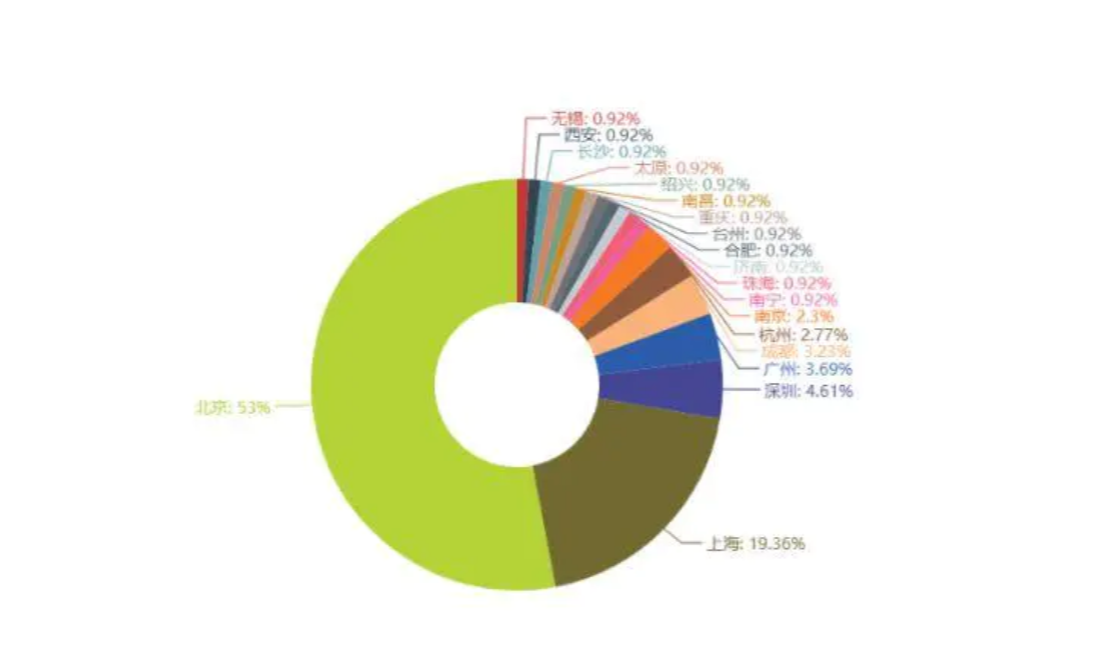 无锡: 0.92%
西安: 0.92%
长沙: 0.92%
太原: 0.92%
绍兴: 0.92%
南昌: 0.92%
重庆: 0.92%
台州: 0.92%
合肥: 0.92%
济南: 0.92%
珠海: 0.92%
南宁: 0.92%
南京: 2.3%
杭州: 2.77%
成都: 3.23%
广州: 3.69%
深圳: 4.61%
北京: 53%
上海: 19.36%